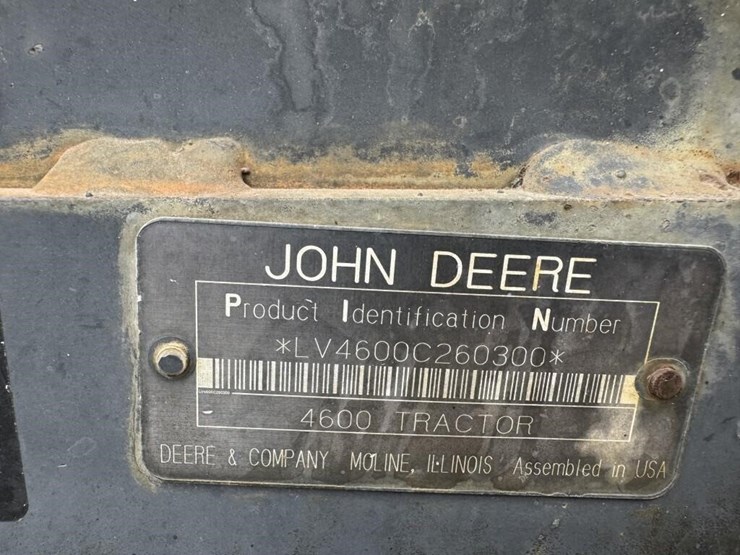 JOHN DEERE
Product Identification Number
*LV4600C260300*
4600 TRACTOR
DEERE & COMPANY MOLINE, ILLINOIS Assembled in USA